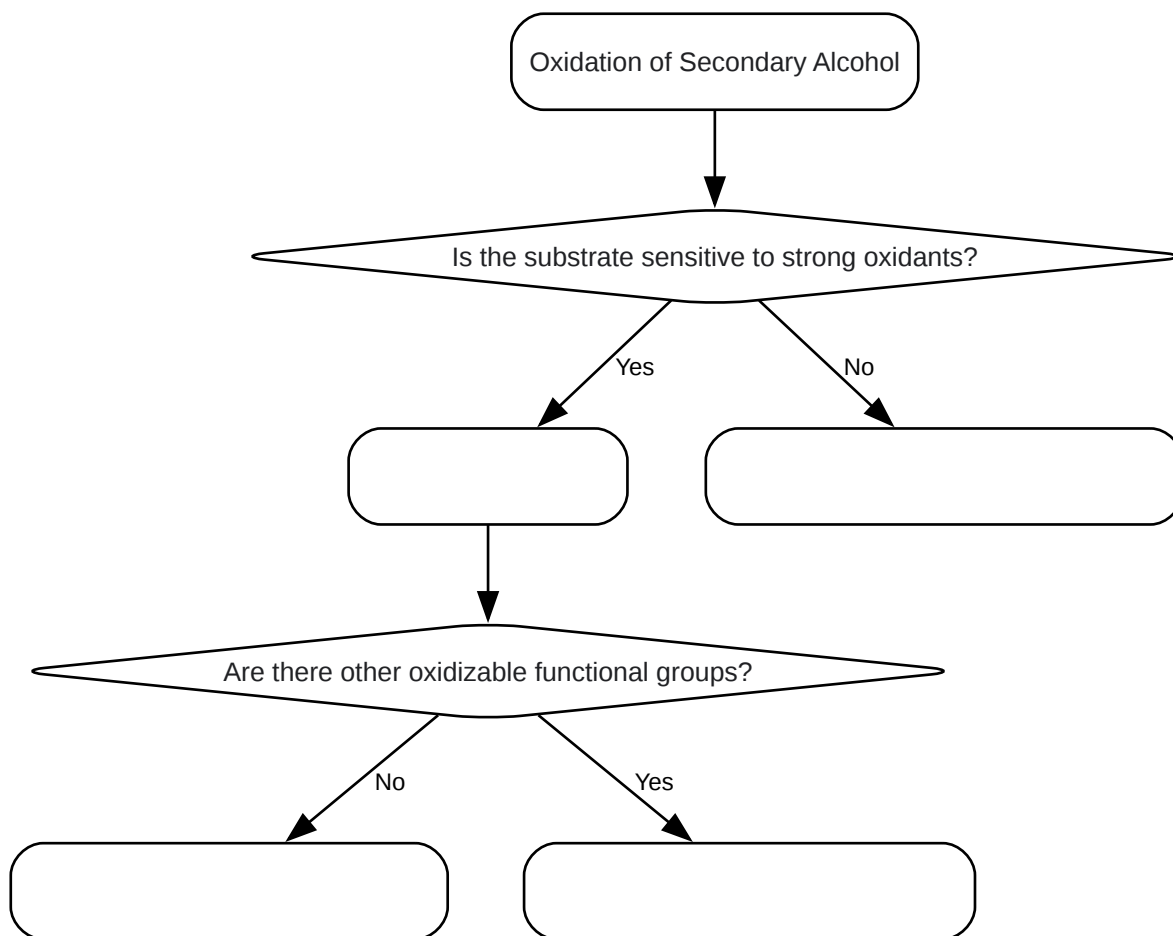 Oxidation of Secondary Alcohol
Is the substrate sensitive to strong oxidants?
Yes
No
Are there other oxidizable functional groups?
No
Yes